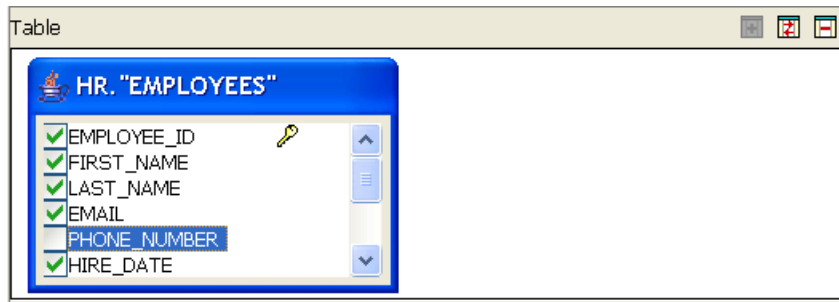 Table
HR."EMPLOYEES"
EMPLOYEE_ID
FIRST_NAME
LAST_NAME
EMAIL
PHONE_NUMBER
HIRE_DATE